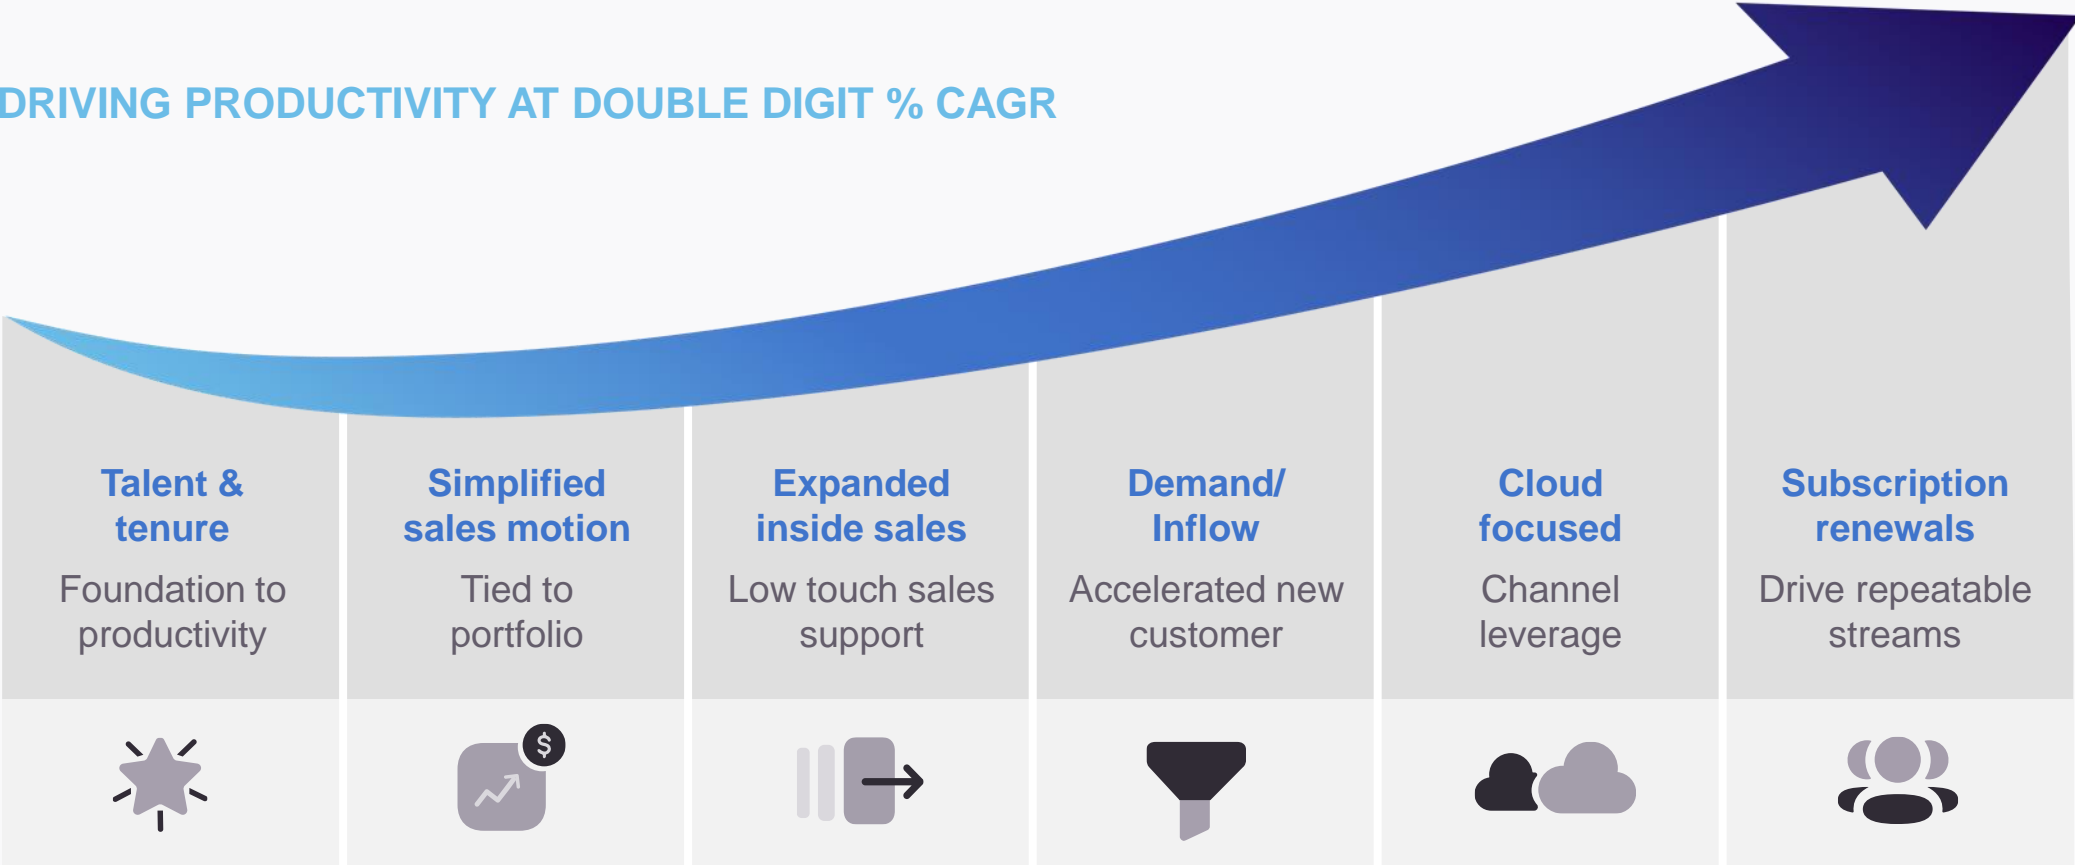 DRIVING PRODUCTIVITY AT DOUBLE DIGIT % CAGR
Talent &
tenure
Foundation to
productivity
Simplified
sales motion
Tied to
portfolio
$
Expanded
inside sales
Low touch sales
support
Demand/
Inflow
Accelerated new
customer
Cloud
focused
Channel
leverage
Subscription
renewals
Drive repeatable
streams